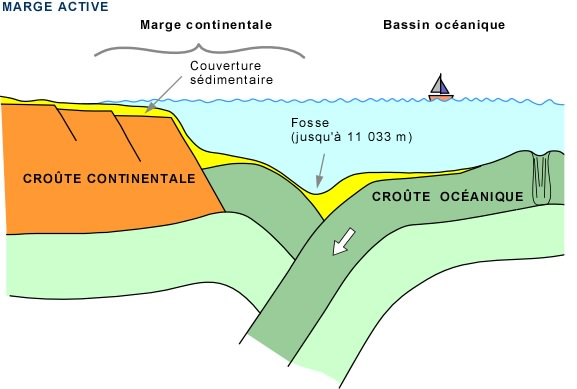 MARGE ACTIVE
Marge continentale
Bassin océanique
Couverture
sédimentaire
Fosse
(jusqu'à 11 033 m)
CROÛTE CONTINENTALE
CROÛTE OCÉANIQUE